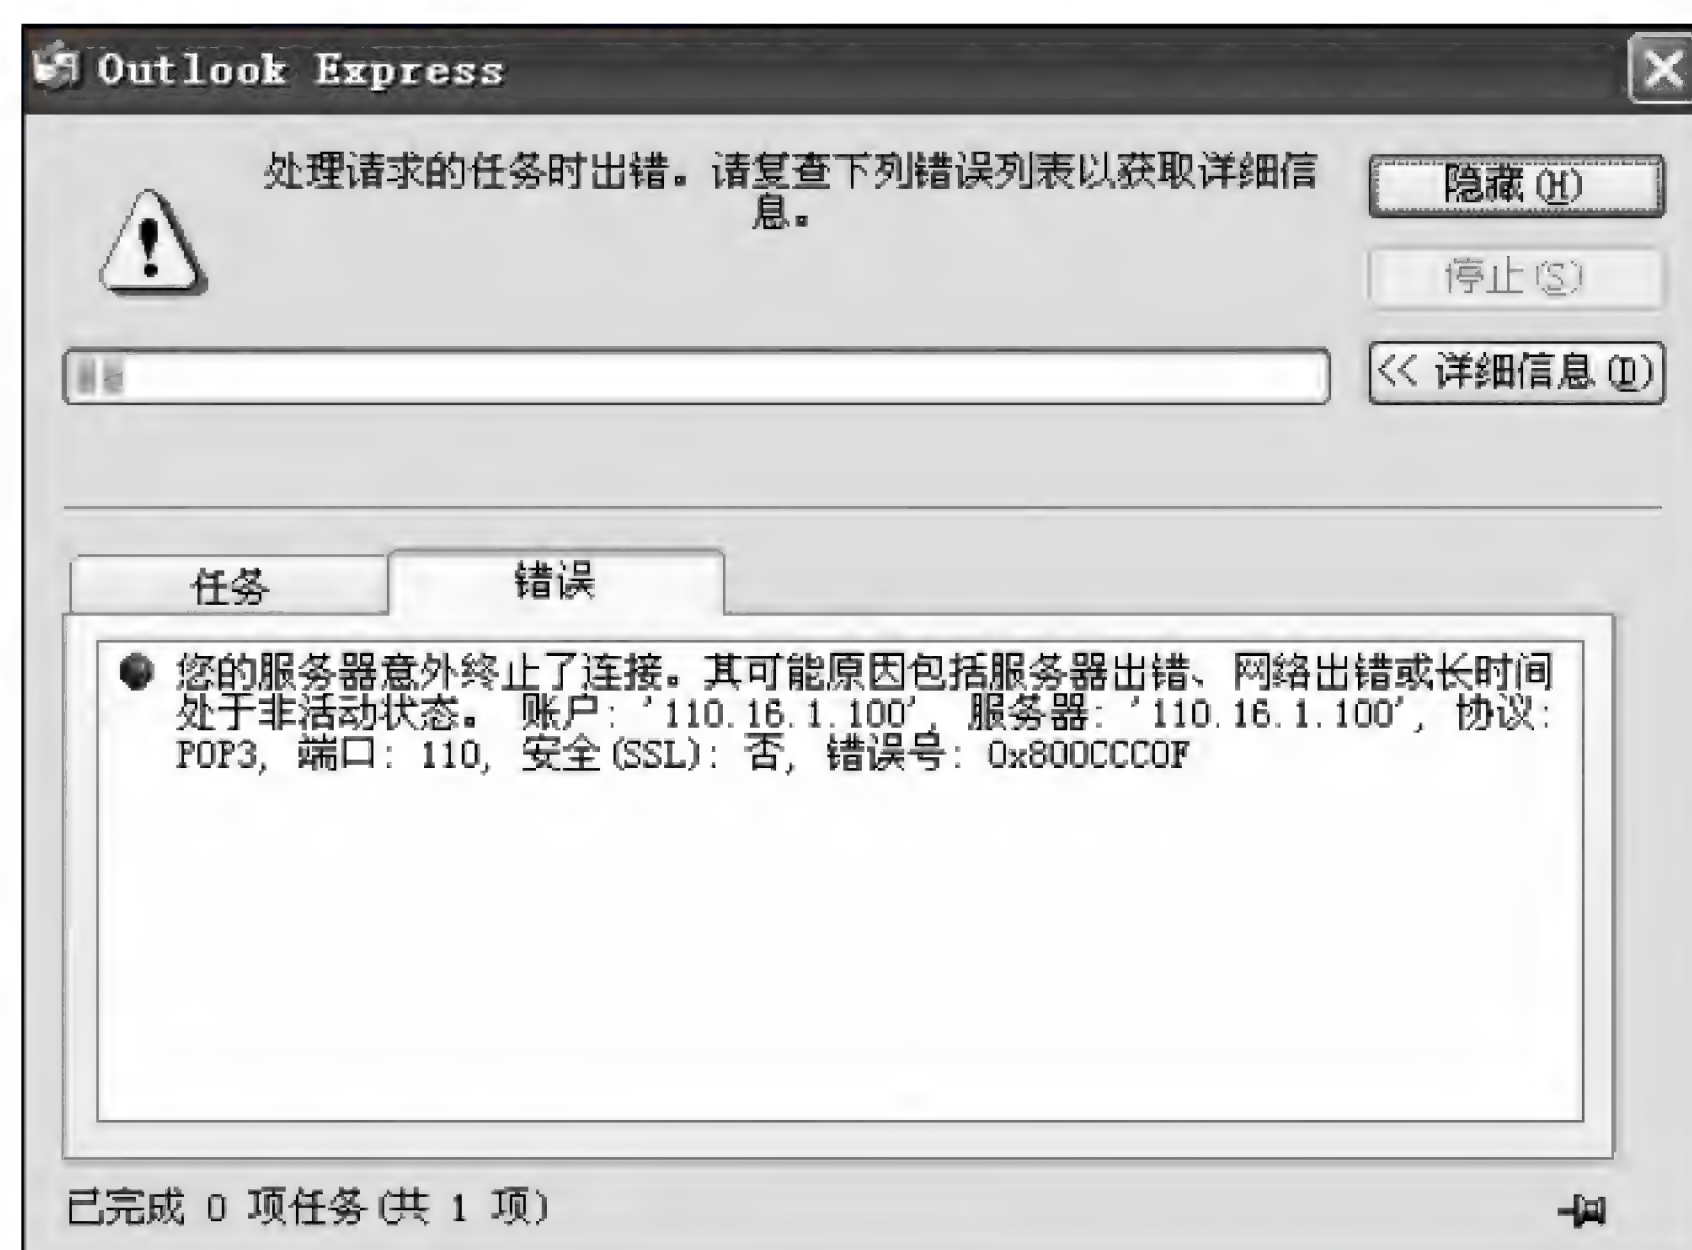 Outlook Express
处理请求的任务时出错。请复查下列错误列表以获取详细信
息。
隐藏(H)
停止(S)
<< 详细信息(D)
任务
错误
您的服务器意外终止了连接。其可能原因包括服务器出错、网络出错或长时间
处于非活动状态。 账户: '110.16.1.100', 服务器: '110.16.1.100', 协议:
POP3, 端口: 110, 安全(SSL): 否, 错误号: 0x800CCC0F
已完成 0 项任务(共 1 项)